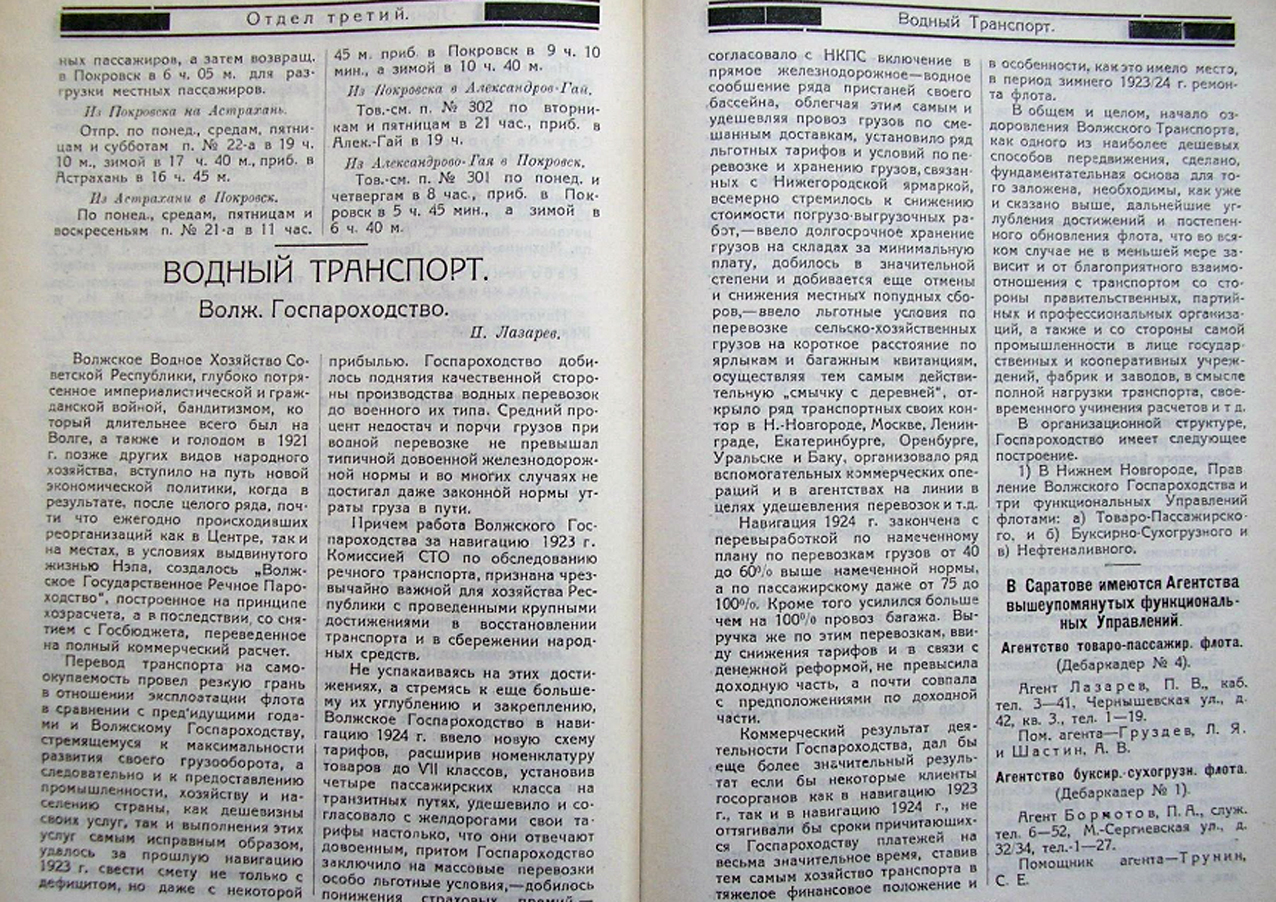 Отдел третий.
ных пассажиров, а затем возвращ.
в Покровск в 6 ч. 05 м. для раз-
грузки местных пассажиров.
Из Покровска на Астрахань.
Отпр. по понед., средам, пятни-
цам и субботам п. № 22-а в 19 ч.
10 м., зимой в 17 ч. 40 м., приб. в
Астрахань в 16 ч. 45 м.
Из Астрахани в Покровск.
По понед., средам, пятницам и
воскресеньям п. № 21-а в 11 час.
45 м. приб. в Покровск в 9 ч. 10
мин., а зимой в 10 ч. 40 м.
Из Покровска в Александров-Гай.
Тов.-см. п. № 302 по вторни-
кам и пятницам в 21 час., приб. в
Алек.-Гай в 19 ч.
Из Александрово-Гая в Покровск.
Тов.-см. п. № 301 по понед. и
четвергам в 8 час., приб. в Пок-
ровск в 5 ч. 45 мин., а зимой в
6 ч. 40 м.
ВОДНЫЙ ТРАНСПОРТ.
Волж. Госпароходство.
П. Лазарев.
Волжское Водное Хозяйство Со-
ветской Республики, глубоко потря-
сенное империалистической и граж-
данской войной, бандитизмом, ко
торый длительнее всего был на
Волге, а также и голодом в 1921
г. позже других видов народного
хозяйства, вступило на путь новой
экономической политики, когда в
результате, после целого ряда, поч-
ти что ежегодно происходивших
реорганизаций как в Центре, так и
на местах, в условиях выдвинутого
жизнью Нэпа, создалось „Волж-
ское Государственное Речное Паро-
ходство“, построенное на принципе
хозрасчета, а в последствии, со сня-
тием с Госбюджета, переведенное
на полный коммерческий расчет.
Перевод транспорта на само-
окупаемость провел резкую грань
в отношении эксплоатации флота
в сравнении с пред'идущими года-
ми и Волжскому Госпароходству,
стремящемуся к максимальности
развития своего грузооборота, а
следовательно и к предоставлению
промышленности, хозяйству и на-
селению страны, как дешевизны
своих услуг, так и выполнения этих
услуг самым исправным образом,
удалось за прошлую навигацию
1923 г. свести смету не только с
дефицитом, но даже с некоторой
прибылью. Госпароходство доби-
лось поднятия качественной сторо-
ны производства водных перевозок
до военного их типа. Средний про-
цент недостач и порчи грузов при
водной перевозке не превышал
типичной довоенной железнодорож-
ной нормы и во многих случаях не
достигал даже законной нормы ут-
раты груза в пути.
Причем работа Волжского Гос-
пароходства за навигацию 1923 г.
Комиссией СТО по обследованию
речного транспорта, признана чрез-
вычайно важной для хозяйства Рес-
публики с проведенными крупными
достижениями в восстановлении
транспорта и в сбережении народ-
ных средств.
Не успакаиваясь на этих дости-
жениях, а стремясь к еще больше-
му их углублению и закреплению,
Волжское Госпароходство в нави-
гацию 1924 г. ввело новую схему
тарифов, расширив номенклатуру
товаров до VII классов, установив
четыре пассажирских класса на
транзитных путях, удешевило и со-
гласовало с желдорогами свои та-
рифы настолько, что они отвечают
довоенным, притом Госпароходство
заключило на массовые перевозки
особо льготные условия,—добилось
понижения страховых премий,—
Водный Транспорт.
согласовало с НКПС включение в
прямое железнодорожное—водное
сообщение ряда пристаней своего
бассейна, облегчая этим самым и
удешевляя провоз грузов по сме-
шанным доставкам, установило ряд
льготных тарифов и условий по пе-
ревозке и хранению грузов, связан-
ных с Нижегородской ярмаркой,
всемерно стремилось к снижению
стоимости погрузо-выгрузочных ра-
бот,—ввело долгосрочное хранение
грузов на складах за минимальную
плату, добилось в значительной
степени и добивается еще отмены
и снижения местных попудных сбо-
ров,—ввело льготные условия по
перевозке сельско-хозяйственных
грузов на короткое расстояние по
ярлыкам и багажным квитанциям,
осуществляя тем самым действи-
тельную „смычку с деревней“, от-
крыло ряд транспортных своих кон-
тор в Н.-Новгороде, Москве, Ленин-
граде, Екатеринбурге, Оренбурге,
Уральске и Баку, организовало ряд
вспомогательных коммерческих опе-
раций и в агентствах на линии в
целях удешевления перевозок и т.д.
Навигация 1924 г. закончена с
перевыработкой по намеченному
плану по перевозкам грузов от 40
до 60% выше намеченной нормы,
а по пассажирскому даже от 75 до
100%. Кроме того усилился больше
чем на 100% провоз багажа. Вы-
ручка же по этим перевозкам, вви-
ду снижения тарифов и в связи с
денежной реформой, не превысила
доходную часть, а почти совпала
с предположениями по доходной
части.
Коммерческий результат дея-
тельности Госпароходства, дал бы
еще более значительный резуль-
тат если бы некоторые клиенты
госорганов как в навигацию 1923
г., так и в навигацию 1924 г., не
оттягивали бы сроки причитающих-
ся Госпароходству платежей на
весьма значительное время, ставив
тем самым хозяйство транспорта в
тяжелое финансовое положение и
в особенности, как это имело место,
в период зимнего 1923/24 г. ремон-
та флота.
В общем и целом, начало оз-
доровления Волжского Транспорта,
как одного из наиболее дешевых
способов передвижения, сделано,
фундаментательная основа для то-
го заложена, необходимы, как уже
и сказано выше, дальнейшие уг-
лубления достижений и постепен-
ного обновления флота, что во вся-
ком случае не в меньшей мере за-
висит и от благоприятного взаимо-
отношения с транспортом со сто-
роны правительственных, партий-
ных и профессиональных организа-
ций, а также и со стороны самой
промышленности в лице государ-
ственных и кооперативных учреж-
дений, фабрик и заводов, в смысле
полной нагрузки транспорта, свое-
временного учинения расчетов и т д.
В организационной структуре,
Госпароходство имеет следующее
построение.
1) В Нижнем Новгороде, Прав
ление Волжского Госпароходства и
три функциональных Управлений
флотами: а) Товаро-Пассажирско-
го, и б) Буксирно-Сухогрузного и
в) Нефтеналивного.
В Саратове имеются Агентства
вышеупомянутых функциональ-
ных Управлений.
Агентство товаро-пассажир. флота.
(Дебаркадер № 4).
Агент Лазарев, П. В., каб.
тел. 3—41, Чернышевская ул., д.
42, кв. 3., тел. 1—19.
Пом. агента—Груздев, Л. Я.
и Шастин, А. В.
Агентство буксир.-сухогрузн. флота.
(Дебаркадер № 1).
Агент Бормотов, П. А., служ.
тел. 6—52, М.-Сергиевская ул., д.
32/34, тел.-1—27.
Помощник агента—Трунин,
С. Е.